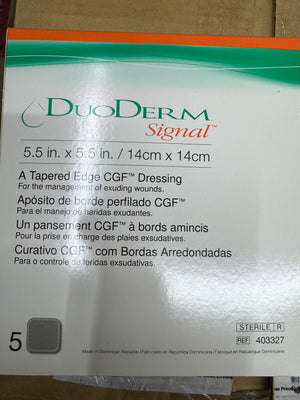 DUODERM
Signal™
5.5 in. x 5.5 in. / 14cm x 14cm
A Tapered Edge CGF™ Dressing
For the management of exuding wounds.
Apósito de borde perfilado CGF™
Para el manejo de heridas exudantes.
Un pansement CGF™ à bords amincis
Pour la prise en charge des plaies exsudatives.
Curativo CGF™ com Bordas Arredondadas
Para o controle de feridas exsudativas.
STERILE R
REF 403327
5
Made in Dominican Republic / Fabricado en República Dominicana / Fabriqué en République Dominicaine